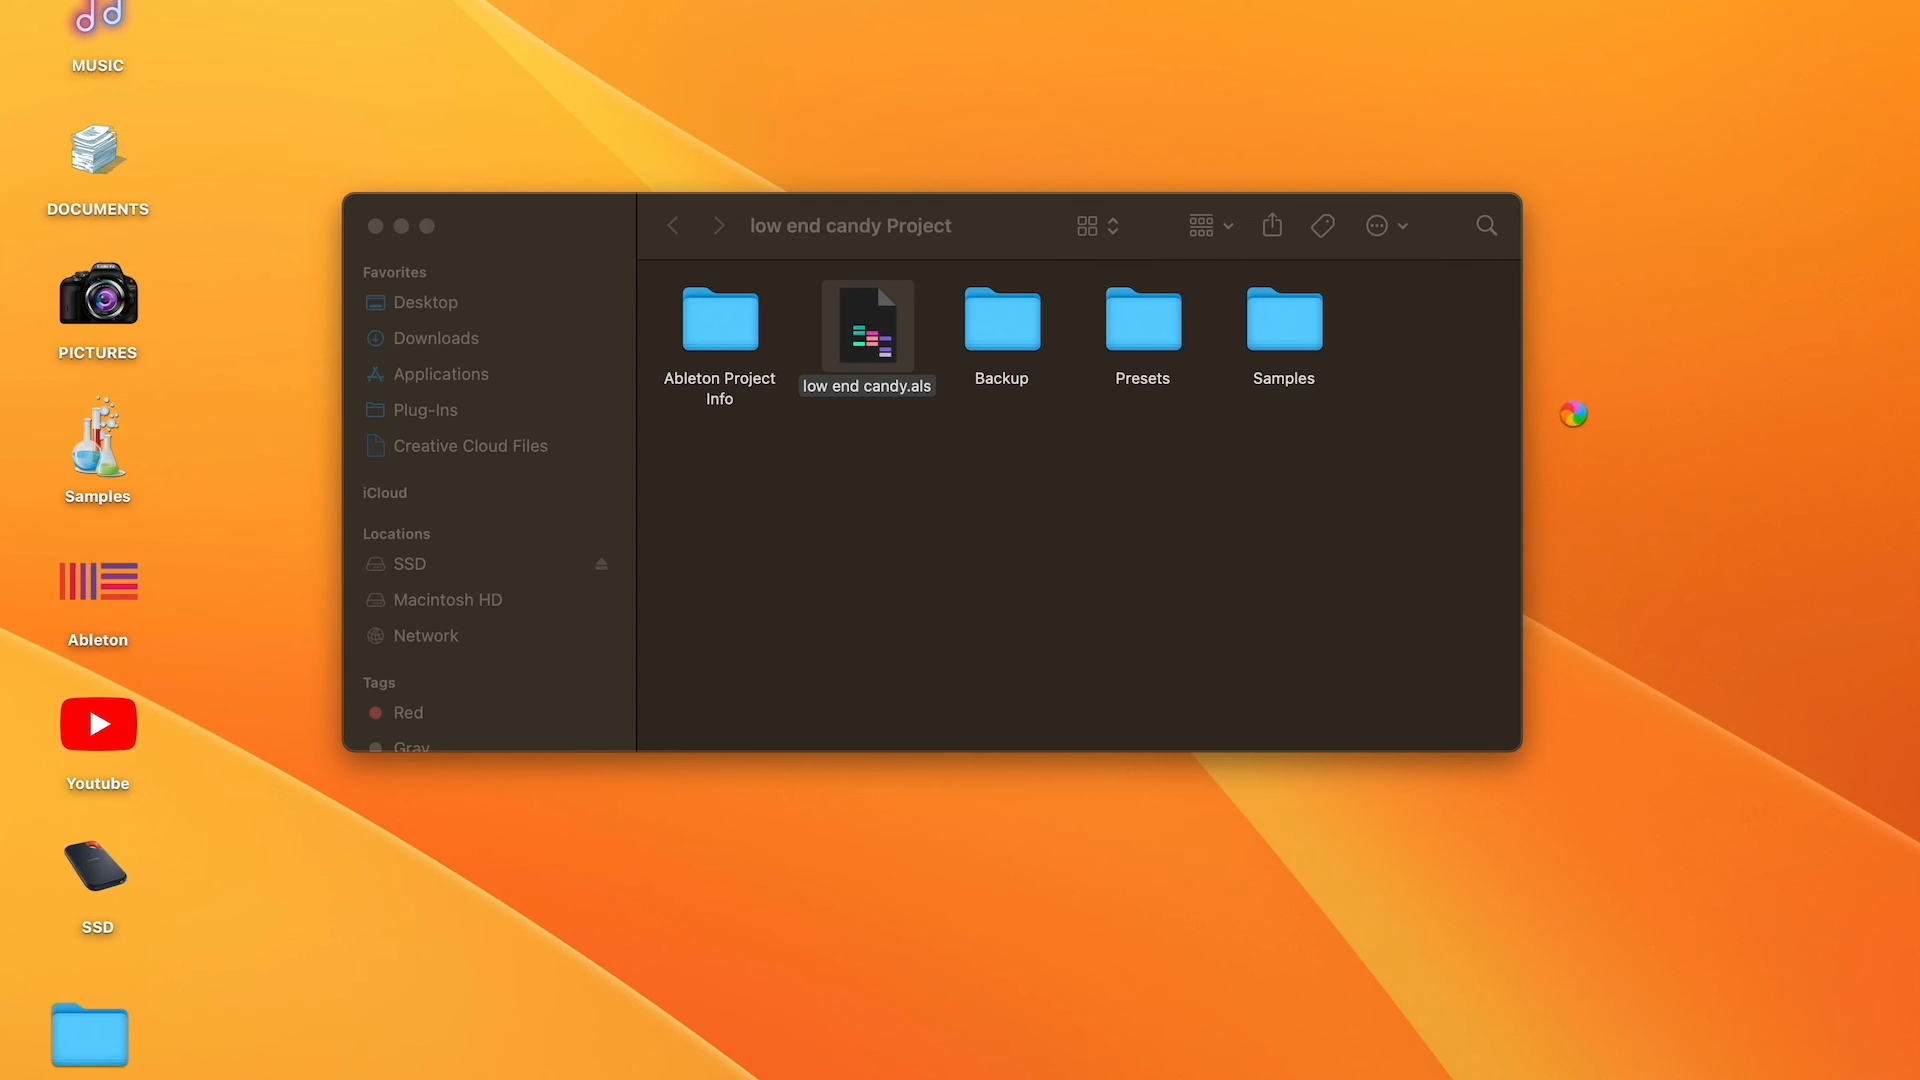 MUSIC
DOCUMENTS
PICTURES
Samples
Ableton
Youtube
SSD
low end candy Project
Favorites
Desktop
Downloads
Applications
Plug-Ins
Creative Cloud Files
iCloud
Locations
SSD
Macintosh HD
Network
Tags
Red
Gray
Ableton Project
Info
low end candy.als
Backup
Presets
Samples